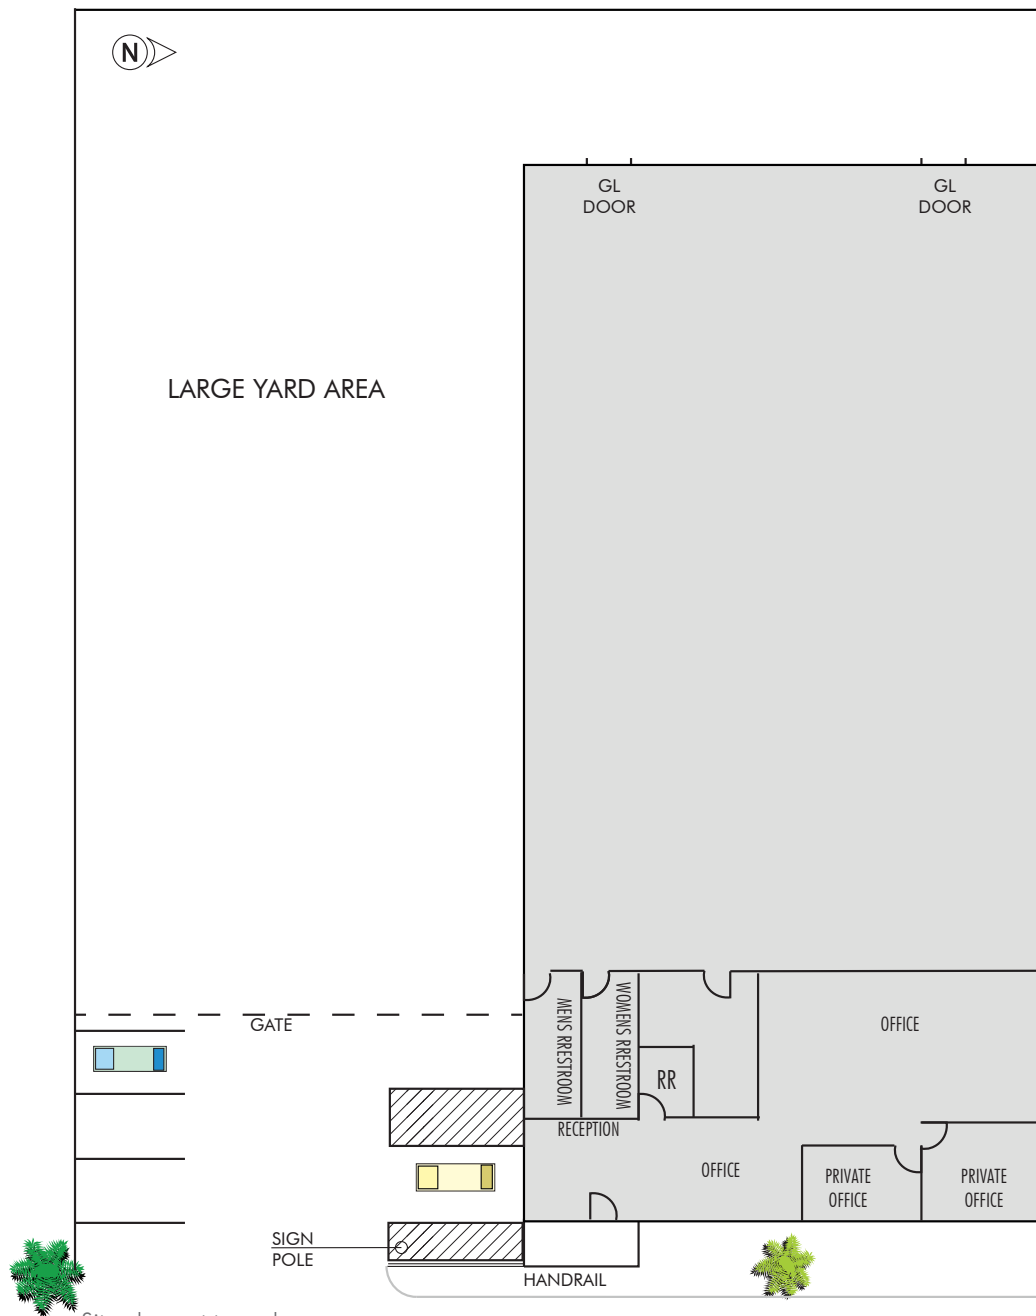 N
GL
DOOR
GL
DOOR
LARGE YARD AREA
MENS RRESTROOM
WOMENS RRESTROOM
OFFICE
GATE
RR
RECEPTION
OFFICE
PRIVATE
OFFICE
PRIVATE
OFFICE
SIGN
POLE
HANDRAIL